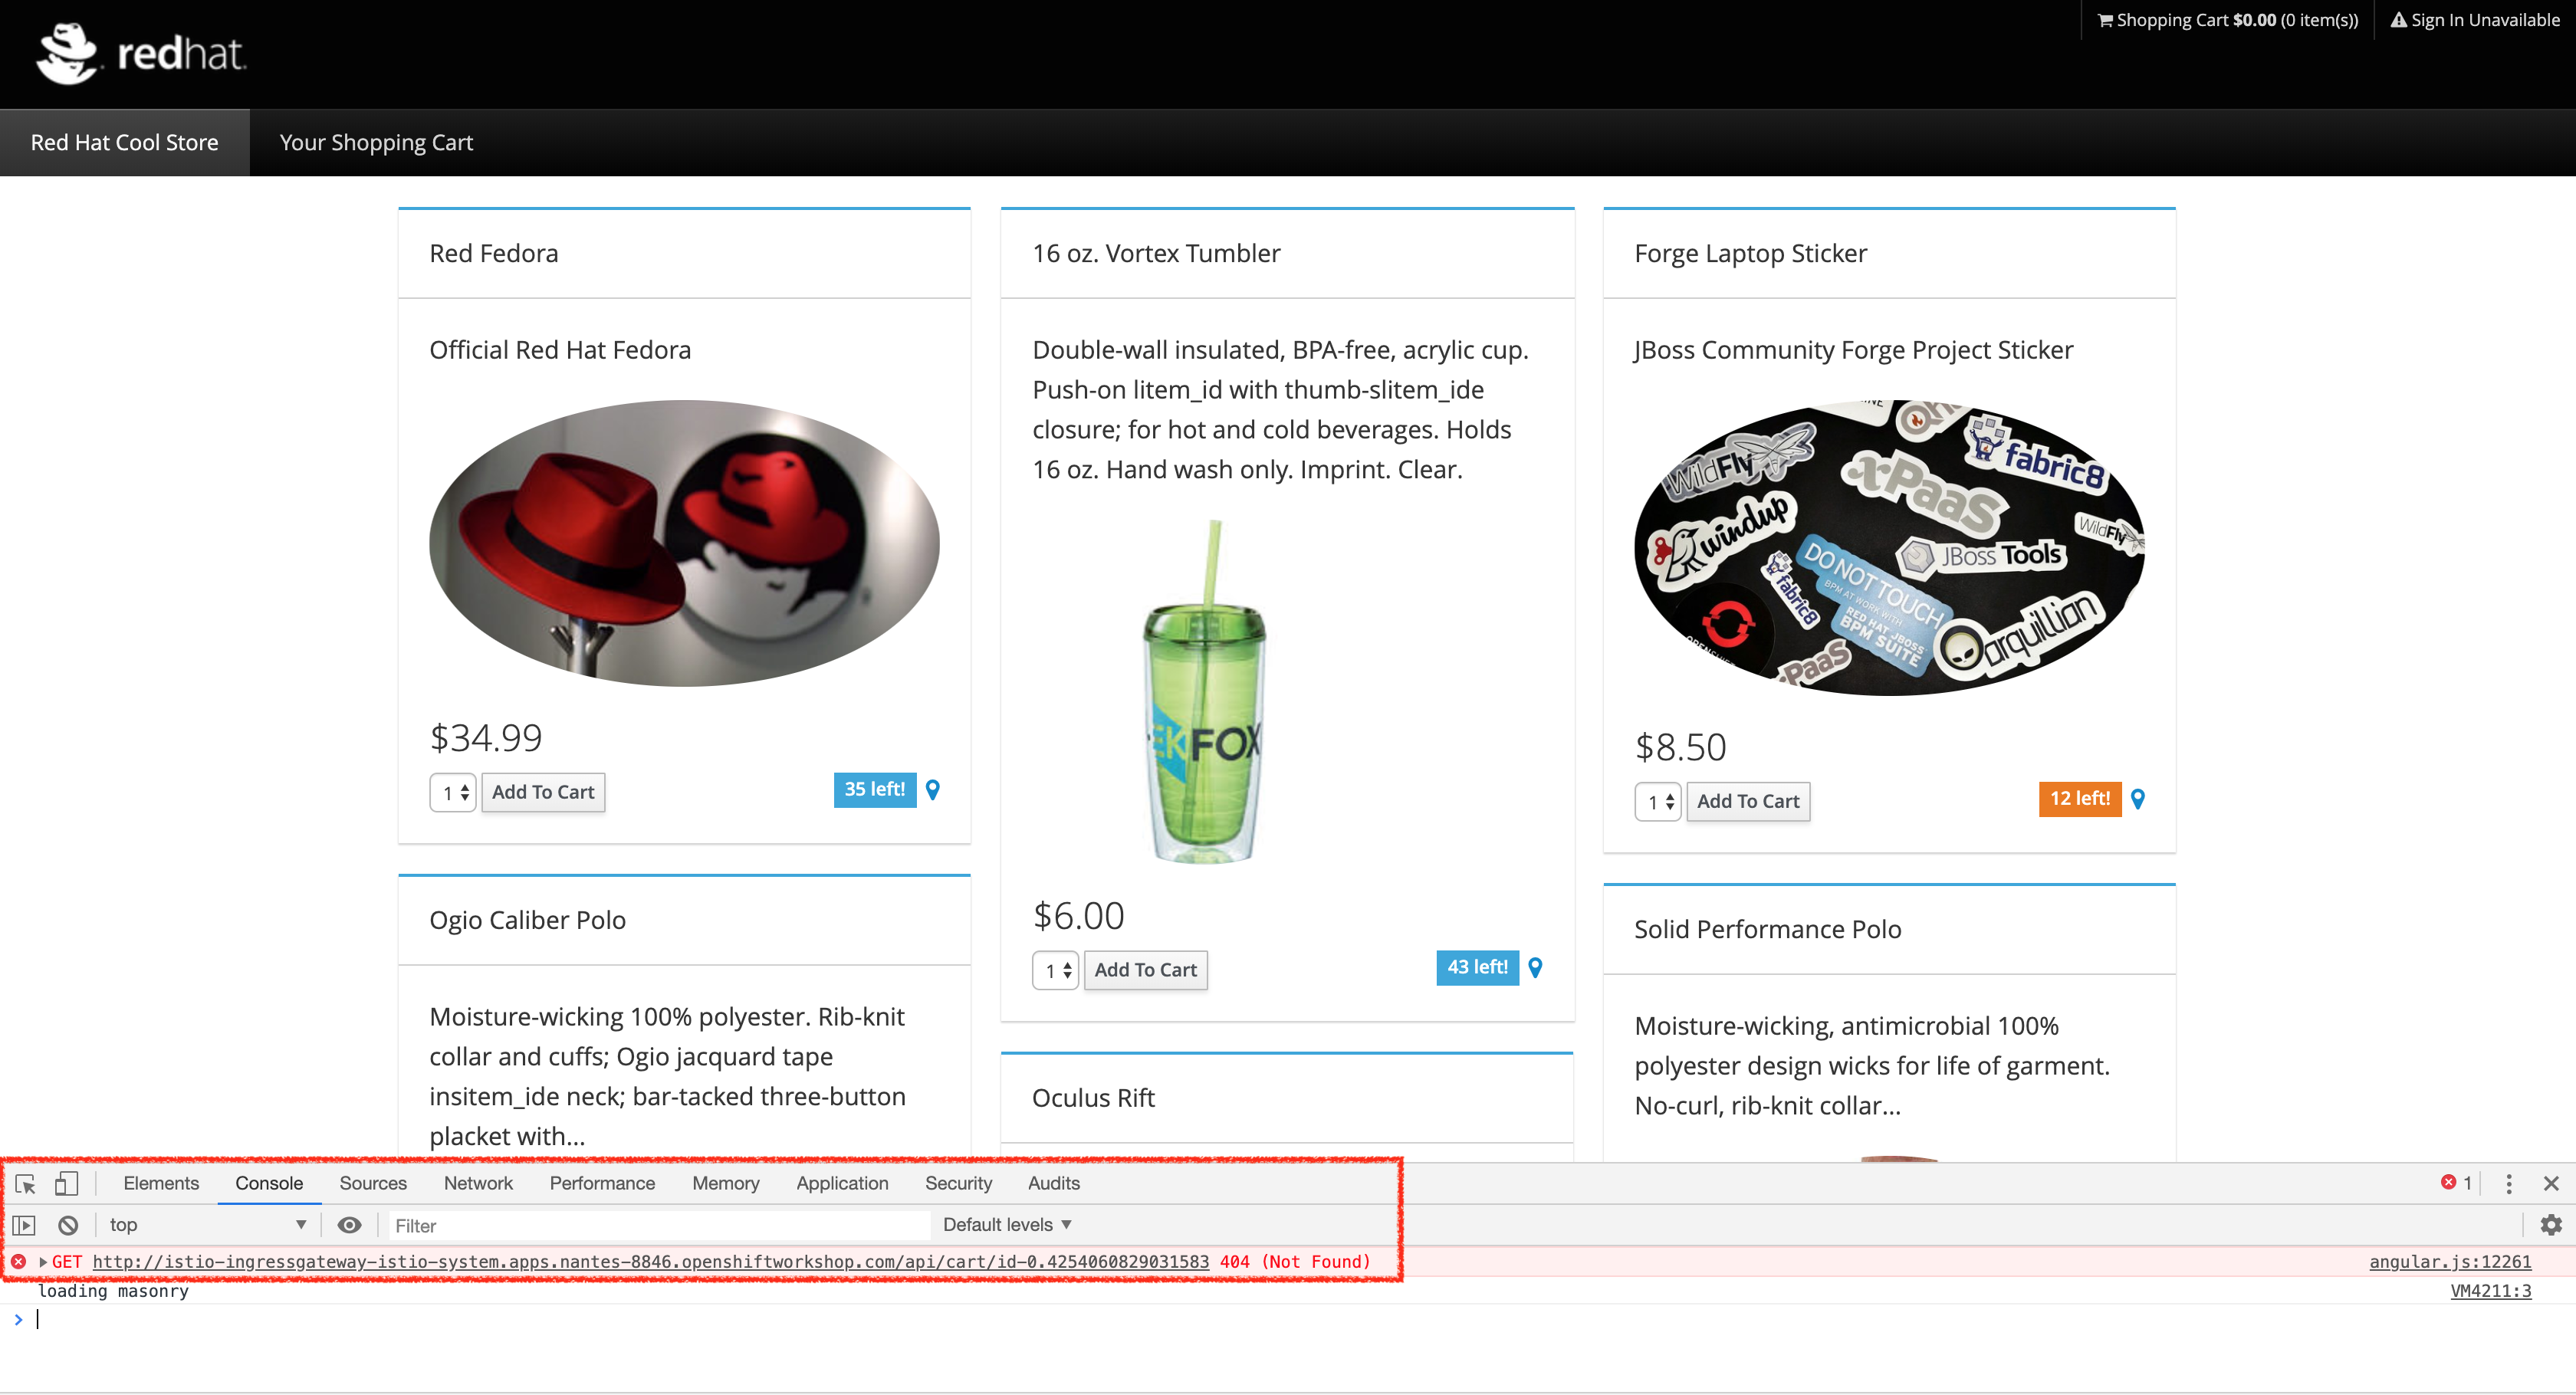 redhat.
Shopping Cart $0.00 (0 item(s))
Sign In Unavailable
Red Hat Cool Store
Your Shopping Cart
Red Fedora
Official Red Hat Fedora
$34.99
1
Add To Cart
35 left!
Ogio Caliber Polo
Moisture-wicking 100% polyester. Rib-knit
collar and cuffs; Ogio jacquard tape
insitem_ide neck; bar-tacked three-button
placket with...
16 oz. Vortex Tumbler
Double-wall insulated, BPA-free, acrylic cup.
Push-on litem_id with thumb-slitem_ide
closure; for hot and cold beverages. Holds
16 oz. Hand wash only. Imprint. Clear.
EKFOX
$6.00
1
Add To Cart
43 left!
Oculus Rift
Forge Laptop Sticker
JBoss Community Forge Project Sticker
WildFly
fabric8
xPaaS
windup
WildFly
JBoss Tools
fabric8
DO NOT TOUCH
BPM AT WORK WITH
RED HAT JBOSS
BPM SUITE
arquillian
xPaaS
$8.50
1
Add To Cart
12 left!
Solid Performance Polo
Moisture-wicking, antimicrobial 100%
polyester design wicks for life of garment.
No-curl, rib-knit collar...
Elements Console Sources Network Performance Memory Application Security Audits
1
top
Filter
Default levels
GET http://istio-ingressgateway-istio-system.apps.nantes-8846.openshiftworkshop.com/api/cart/id-0.4254060829031583 404 (Not Found)
angular.js:12261
loading masonry
VM4211:3
>